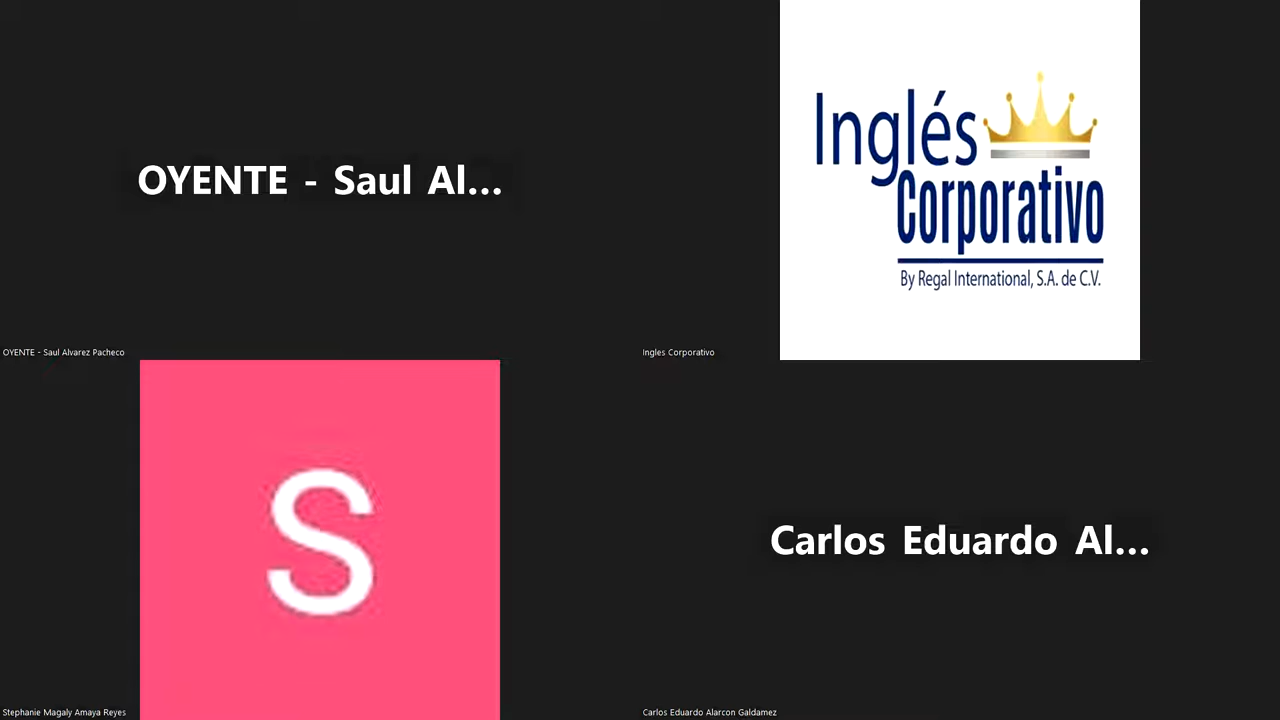 OYENTE - Saul Al...
OYENTE - Saul Alvarez Pacheco
Inglés
Corporativo
By Regal International, S.A. de C.V.
Ingles Corporativo
S
Stephanie Magaly Amaya Reyes
Carlos Eduardo Al...
Carlos Eduardo Alarcon Galdamez